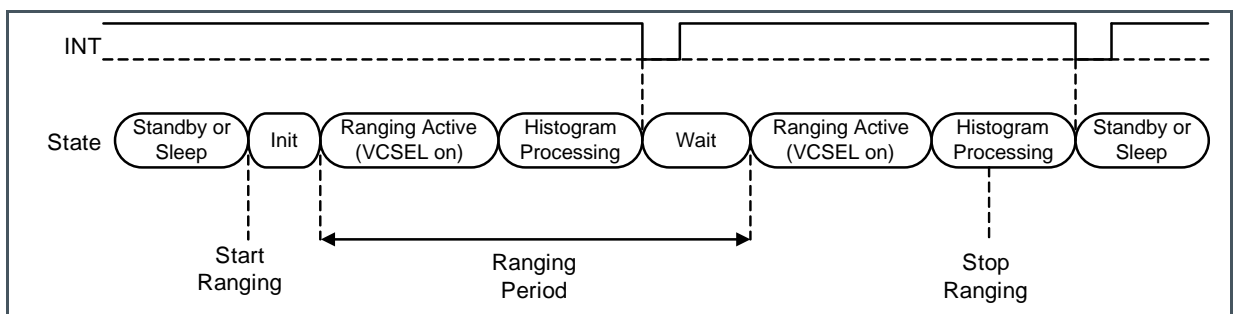 INT
State
Standby or
Sleep
Init
Ranging Active
(VCSEL on)
Histogram
Processing
Wait
Ranging Active
(VCSEL on)
Histogram
Processing
Standby or
Sleep
Start
Ranging
Ranging
Period
Stop
Ranging